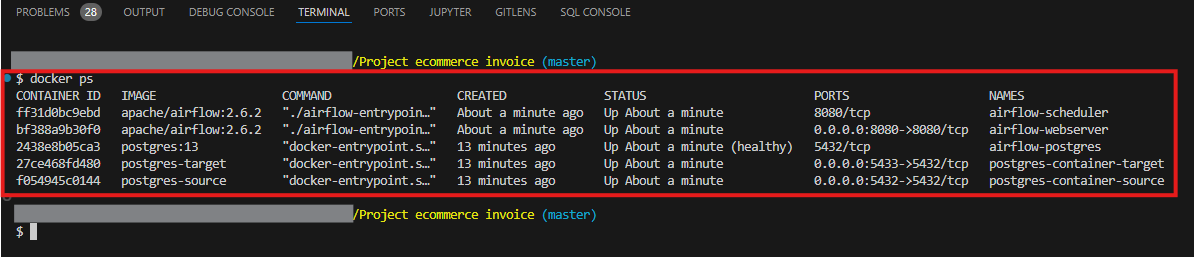 PROBLEMS 28 OUTPUT DEBUG CONSOLE TERMINAL PORTS JUPYTER GITLENS SQL CONSOLE
/Project ecommerce invoice (master)
$ docker ps
CONTAINER ID IMAGE COMMAND CREATED STATUS PORTS NAMES
ff31d0bc9ebd apache/airflow:2.6.2 "./airflow-entrypoin…" About a minute ago Up About a minute 8080/tcp airflow-scheduler
bf388a9b30f0 apache/airflow:2.6.2 "./airflow-entrypoin…" About a minute ago Up About a minute 0.0.0.0:8080->8080/tcp airflow-webserver
2438e8b05ca3 postgres:13 "docker-entrypoint.s…" 13 minutes ago Up About a minute (healthy) 5432/tcp airflow-postgres
27ce468fd480 postgres-target "docker-entrypoint.s…" 13 minutes ago Up About a minute 0.0.0.0:5433->5432/tcp postgres-container-target
f054945c0144 postgres-source "docker-entrypoint.s…" 13 minutes ago Up About a minute 0.0.0.0:5432->5432/tcp postgres-container-source
/Project ecommerce invoice (master)
$